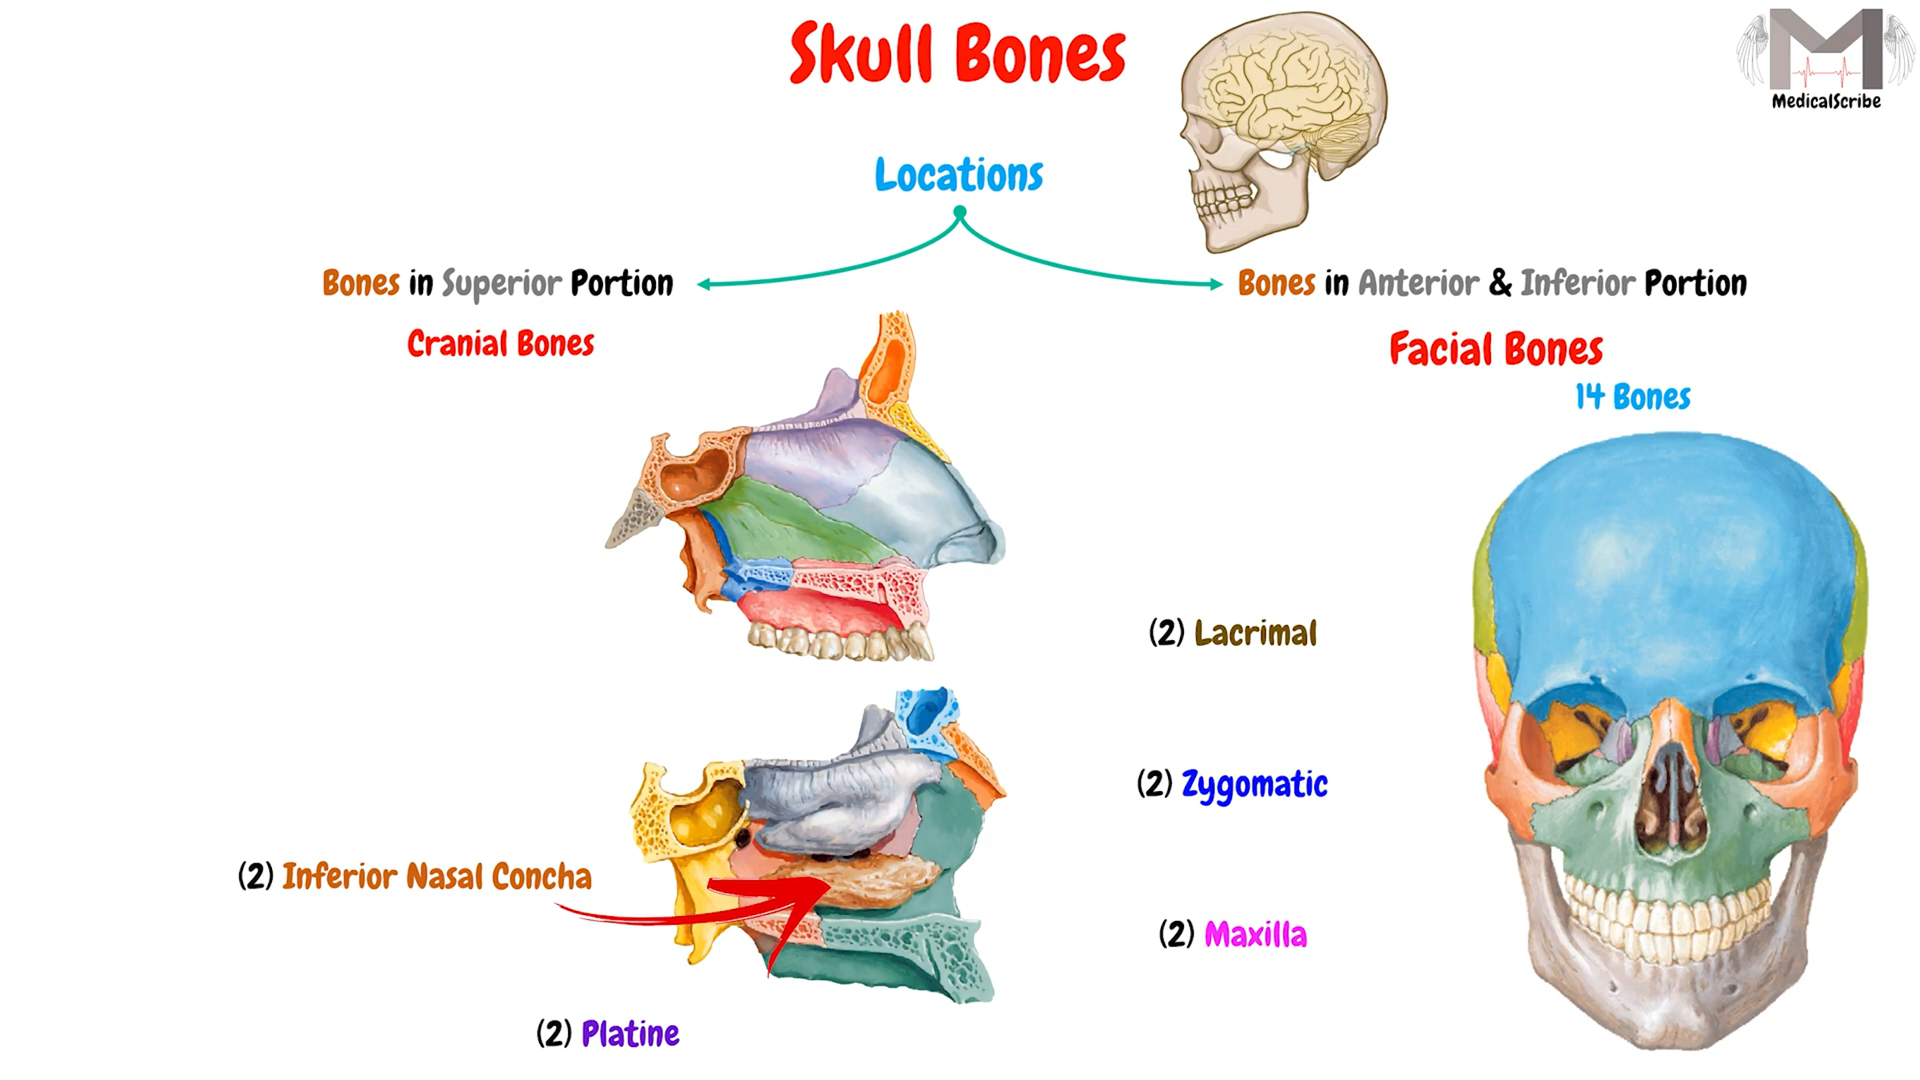 Skull Bones
MedicalScribe
Locations
Bones in Superior Portion
Bones in Anterior & Inferior Portion
Cranial Bones
Facial Bones
14 Bones
(2) Lacrimal
(2) Zygomatic
(2) Inferior Nasal Concha
(2) Maxilla
(2) Platine